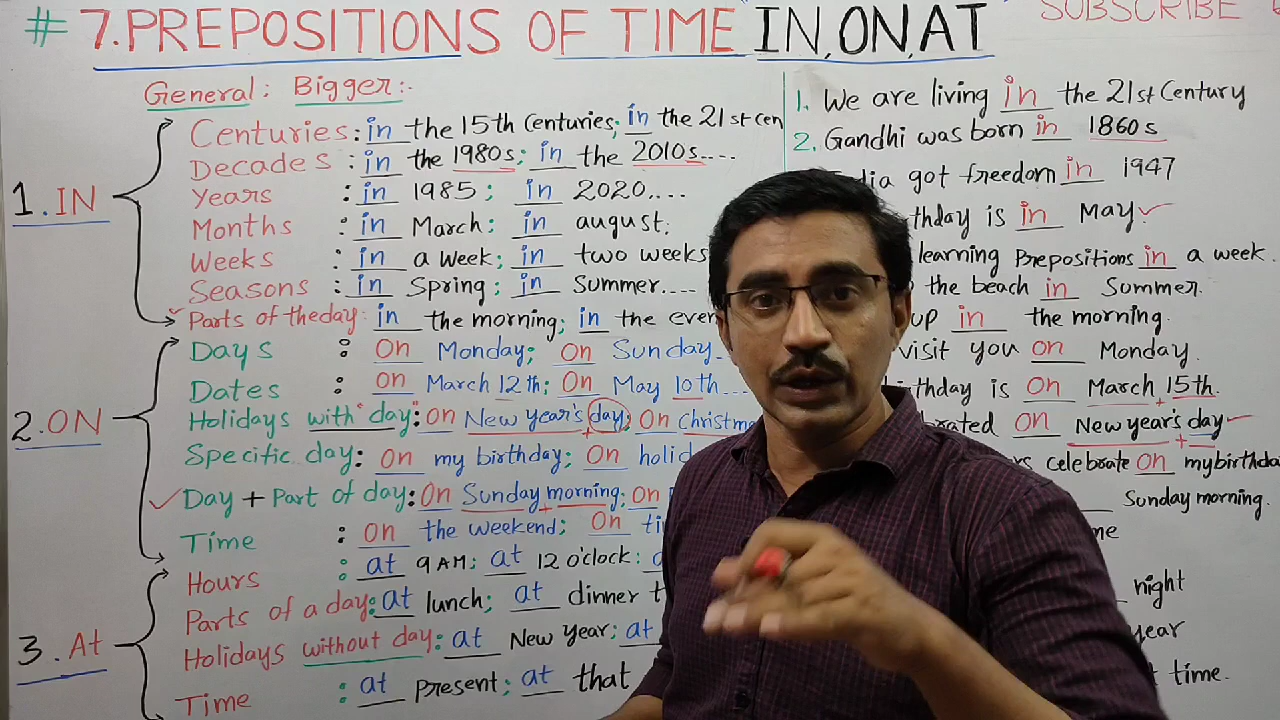 # 7. PREPOSITIONS OF TIME IN, ON, AT
SUBSCRIBE
General: Bigger:-
1. IN
Centuries: in the 15th Centuries; in the 21st cen
Decades : in the 1980s; in the 2010s....
Years : in 1985; in 2020....
Months : in March; in august.
Weeks : in a week; in two weeks
Seasons : in Spring; in Summer....
Parts of the day: in the morning; in the even
2. ON
Days : On Monday; On Sunday
Dates : on March 12th; On May 10th...
Holidays with "day": on New year's day; On Christm
Specific day: On my birthday; On holid
Day + Part of day: On Sunday morning; on
Time : on the weekend; On ti
3. At
Hours : at 9 AM; at 12 o'clock:
Parts of a day: at lunch; at dinner t
Holidays without day: at New Year; at
Time : at present; at that
1. We are living in the 21st Century
2. Gandhi was born in 1860s
dia got freedom in 1947
thday is in May
learning Prepositions in a week.
the beach in Summer.
up in the morning.
visit you on Monday.
irthday is on March 15th.
rated on New year's day
rs celebrate on my birthda
Sunday morning.
me
night
year
time.